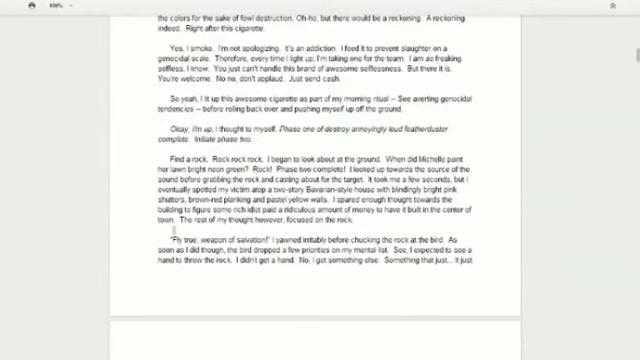 100%
the colors for the sake of fowl destruction. Oh-ho, but there would be a reckoning. A reckoning
indeed. Right after this cigarette.
Yes, I smoke. I'm not apologizing. It's an addiction. I feed it to prevent slaughter on a
genocidal scale. Therefore, every time I light up, I'm taking one for the team. I am so freaking
selfless, I know. You just can't handle this brand of awesome selflessness. But there it is.
You're welcome. No no, don't applaud. Just send cash.
So yeah, I lit up this awesome cigarette as part of my morning ritual -- See averting genocidal
tendencies -- before rolling back over and pushing myself up off the ground.
Okay, I'm up, I thought to myself. Phase one of destroy annoyingly loud featherduster
complete. Initiate phase two.
Find a rock. Rock rock rock. I began to look about at the ground. When did Michelle paint
her lawn bright neon green? Rock! Phase two complete! I looked up towards the source of the
sound before grabbing the rock and casting about for the target. It took me a few seconds, but I
eventually spotted my victim atop a two-story Bavarian-style house with blindingly bright pink
shutters, brown-red planking and pastel yellow walls. I spared enough thought towards the
building to figure some rich idiot paid a ridiculous amount of money to have it built in the center of
town. The rest of my thought however, focused on the rock.
"Fly true, weapon of salvation!" I yawned irritably before chucking the rock at the bird. As
soon as I did though, the bird dropped a few priorities on my mental list. See, I expected to see a
hand to throw the rock. I didn't get a hand. No, I got something else. Something that just... It just